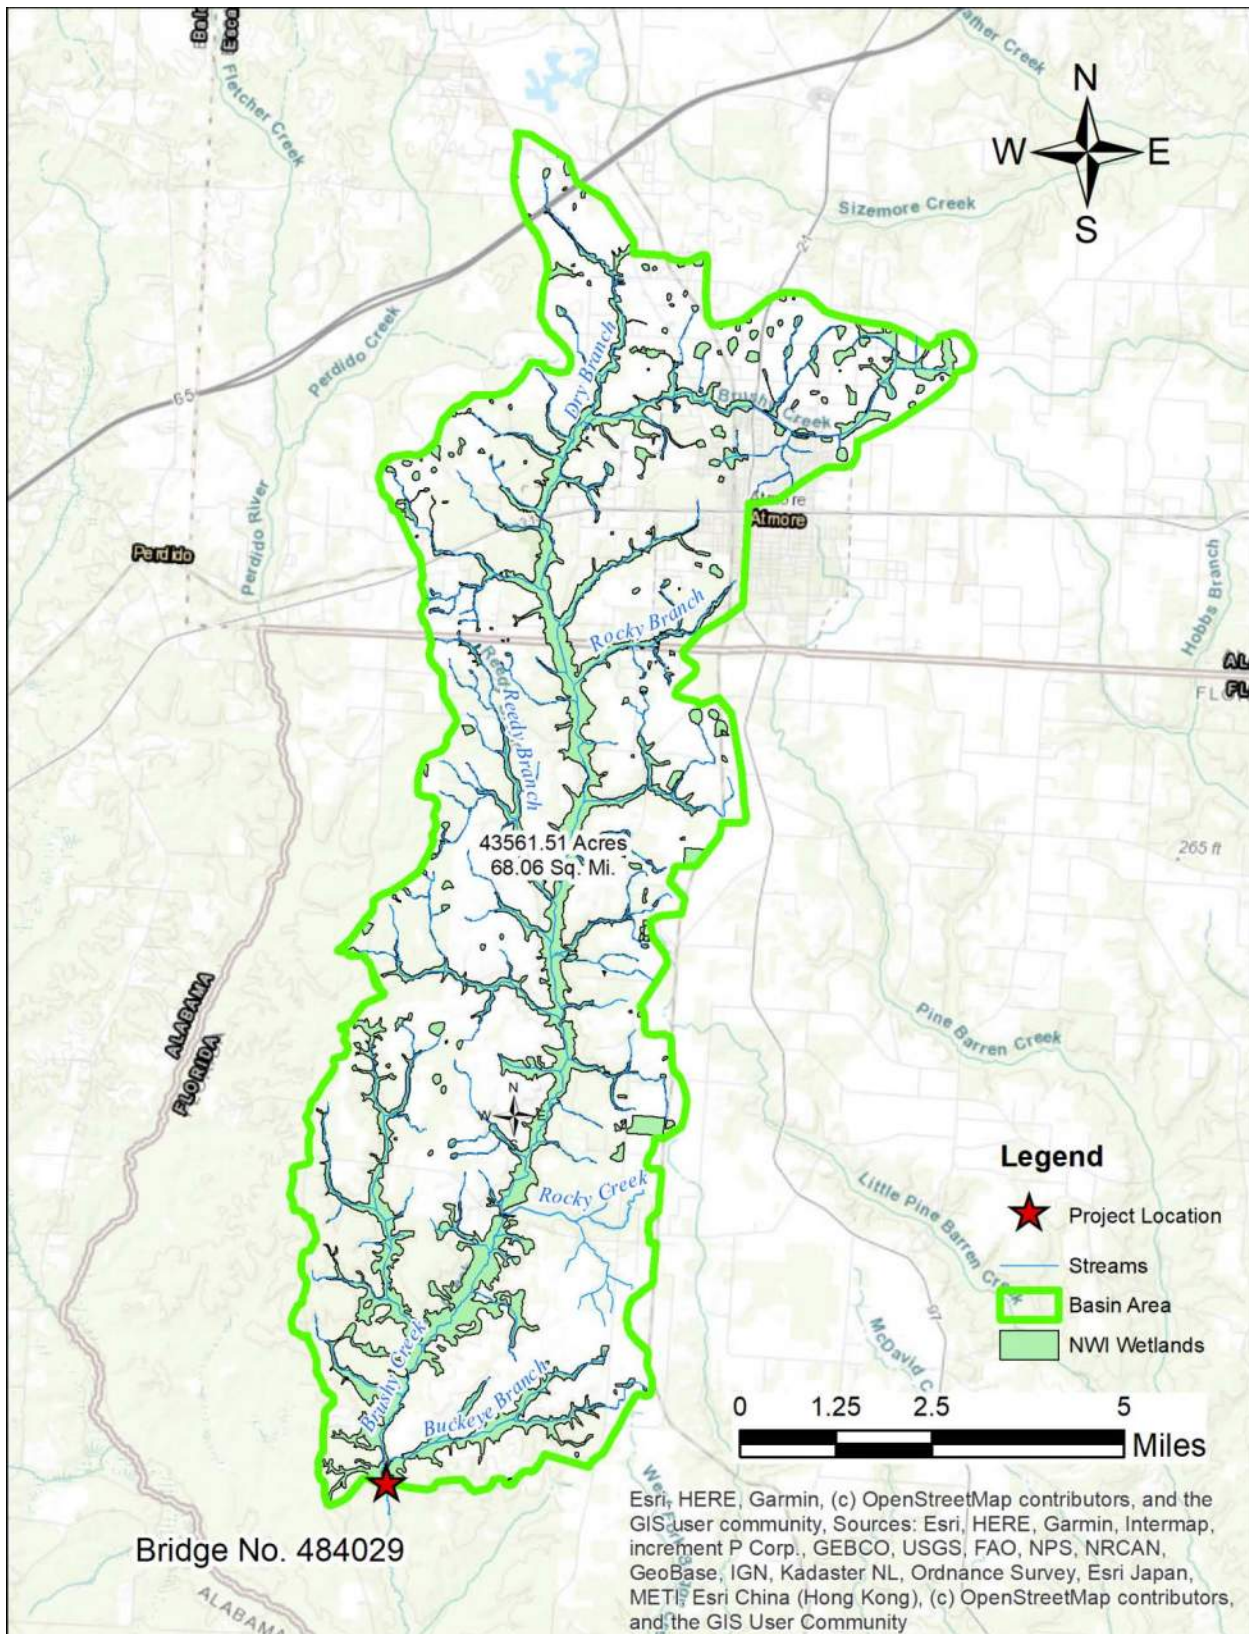 Fletcher Creek
N
W
E
S
Sizemore Creek
21
Perdido Creek
65
Dry Branch
Brushy Creek
Atmore
Atmore
31
Perdido
Perdido River
Rocky Branch
Hobbs Branch
Reedy Branch
43561.51 Acres
68.06 Sq. Mi.
265 ft
ALABAMA
FLORIDA
Pine Barren Creek
N
W
E
Rocky Creek
Little Pine Barren Creek
97
McDavid C
Brushy Creek
Buckeye Branch
Legend
Project Location
Streams
Basin Area
NWI Wetlands
0 1.25 2.5 5
Miles
Bridge No. 484029
ALABAMA
Esri, HERE, Garmin, (c) OpenStreetMap contributors, and the
GIS user community, Sources: Esri, HERE, Garmin, Intermap,
increment P Corp., GEBCO, USGS, FAO, NPS, NRCAN,
GeoBase, IGN, Kadaster NL, Ordnance Survey, Esri Japan,
METI, Esri China (Hong Kong), (c) OpenStreetMap contributors,
and the GIS User Community